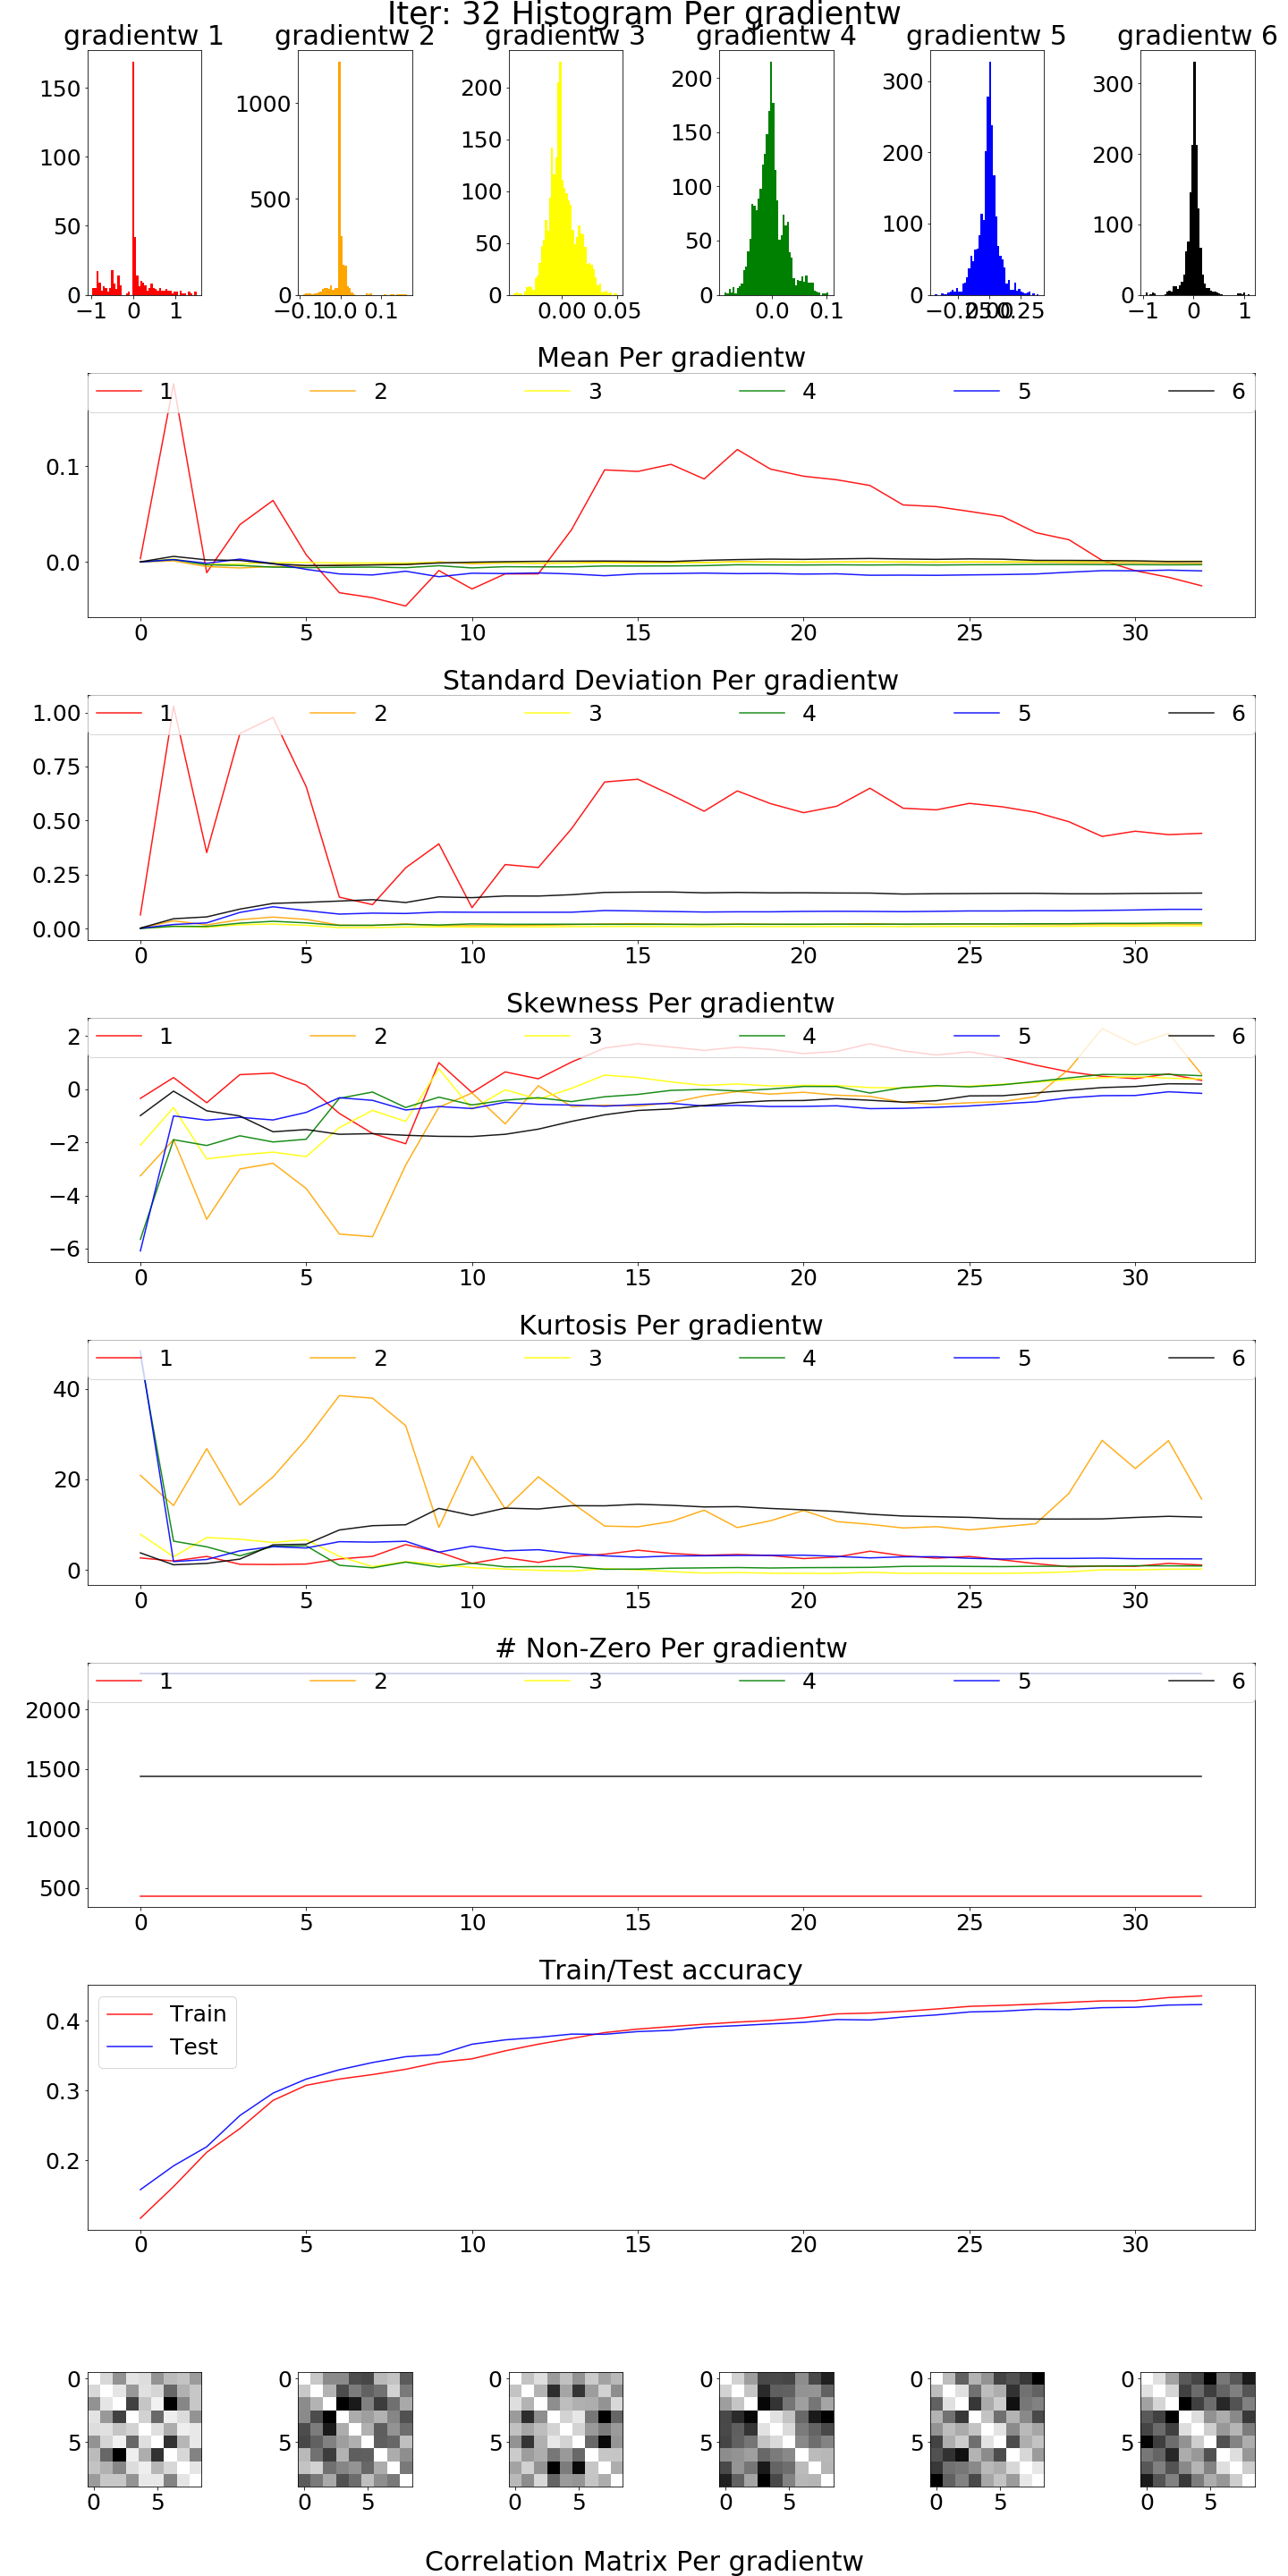 Iter: 32 Histogram Per gradientw
gradientw 1 gradientw 2 gradientw 3 gradientw 4 gradientw 5 gradientw 6
150 100 50 0
−1 0 1
1000 500 0
−0.1 0.0 0.1
200 150 100 50 0
0.00 0.05
200 150 100 50 0
0.0 0.1
300 200 100 0
−0.25 0.00 0.25
300 200 100 0
−1 0 1
Mean Per gradientw
1 2 3 4 5 6
0.1
0.0
0 5 10 15 20 25 30
Standard Deviation Per gradientw
1 2 3 4 5 6
1.00
0.75
0.50
0.25
0.00
0 5 10 15 20 25 30
Skewness Per gradientw
1 2 3 4 5 6
2
0
−2
−4
−6
0 5 10 15 20 25 30
Kurtosis Per gradientw
1 2 3 4 5 6
40
20
0
0 5 10 15 20 25 30
# Non-Zero Per gradientw
1 2 3 4 5 6
2000
1500
1000
500
0 5 10 15 20 25 30
Train/Test accuracy
Train
Test
0.4
0.3
0.2
0 5 10 15 20 25 30
0 0 0 0 0 0
5 5 5 5 5 5
0 5 0 5 0 5 0 5 0 5 0 5
Correlation Matrix Per gradientw